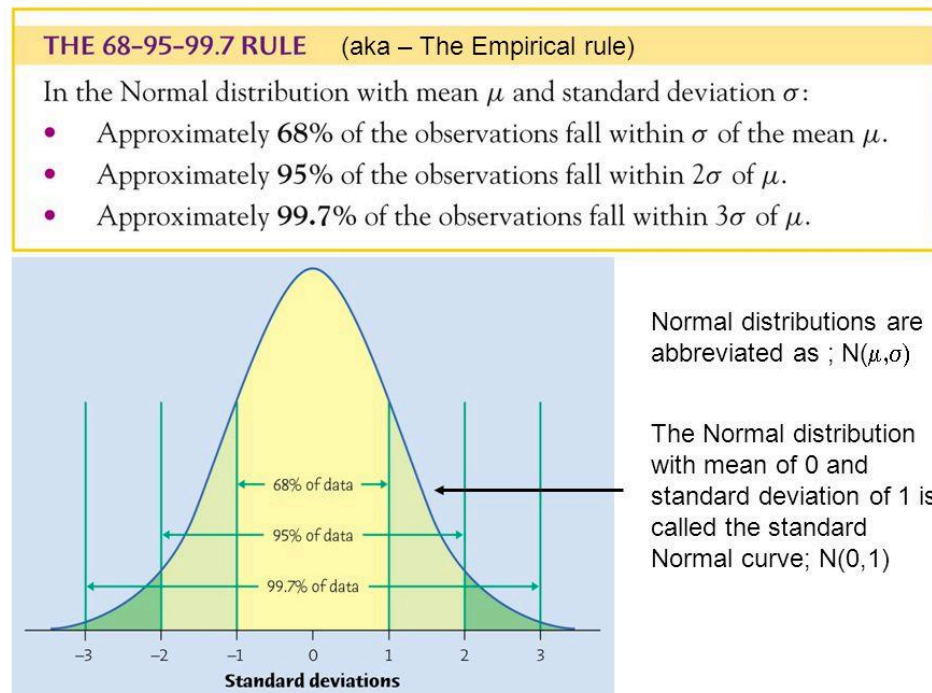 THE 68–95–99.7 RULE (aka – The Empirical rule)
In the Normal distribution with mean μ and standard deviation σ:
• Approximately 68% of the observations fall within σ of the mean μ.
• Approximately 95% of the observations fall within 2σ of μ.
• Approximately 99.7% of the observations fall within 3σ of μ.
Normal distributions are
abbreviated as ; N(μ,σ)
The Normal distribution
with mean of 0 and
standard deviation of 1 is
called the standard
Normal curve; N(0,1)
68% of data
95% of data
99.7% of data
–3 –2 –1 0 1 2 3
Standard deviations